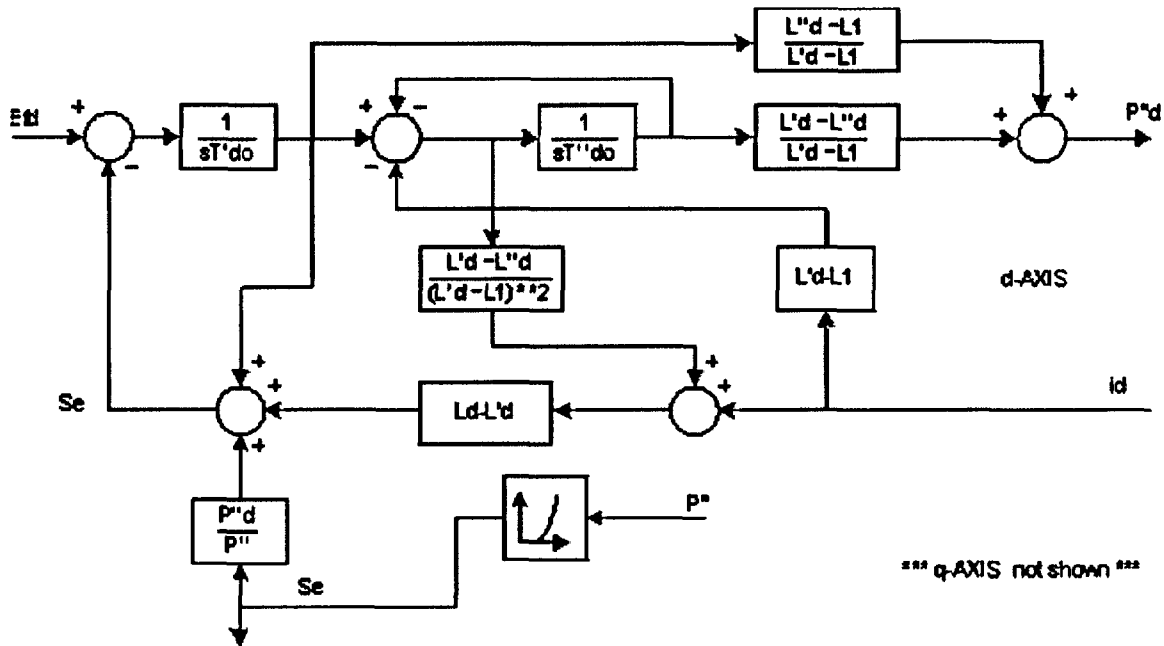 L"d -L1
L'd -L1
+
+
-
+
-
+
+
Efd
1
sT'do
1
sT"do
L'd -L"d
L'd -L1
P"d
-
L'd -L"d
(L'd -L1)**2
L'd-L1
d-AXIS
+
+
+
+
Se
Ld-L'd
id
+
P"d
P"
P"
Se
*** q-AXIS not shown ***